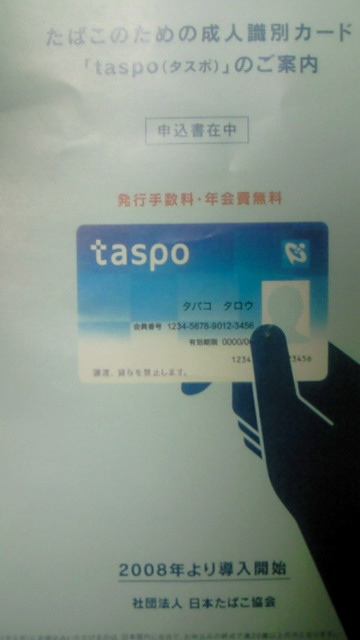 たばこのための成人識別カード
「taspo(タスポ)」のご案内
申込書在中
発行手数料・年会費無料
taspo
タバコ タロウ
会員番号 1234-5678-9012-3456
有効期限 0000/0
1234 23456
譲渡、貸与を禁止します。
2008年より導入開始
社団法人 日本たばこ協会